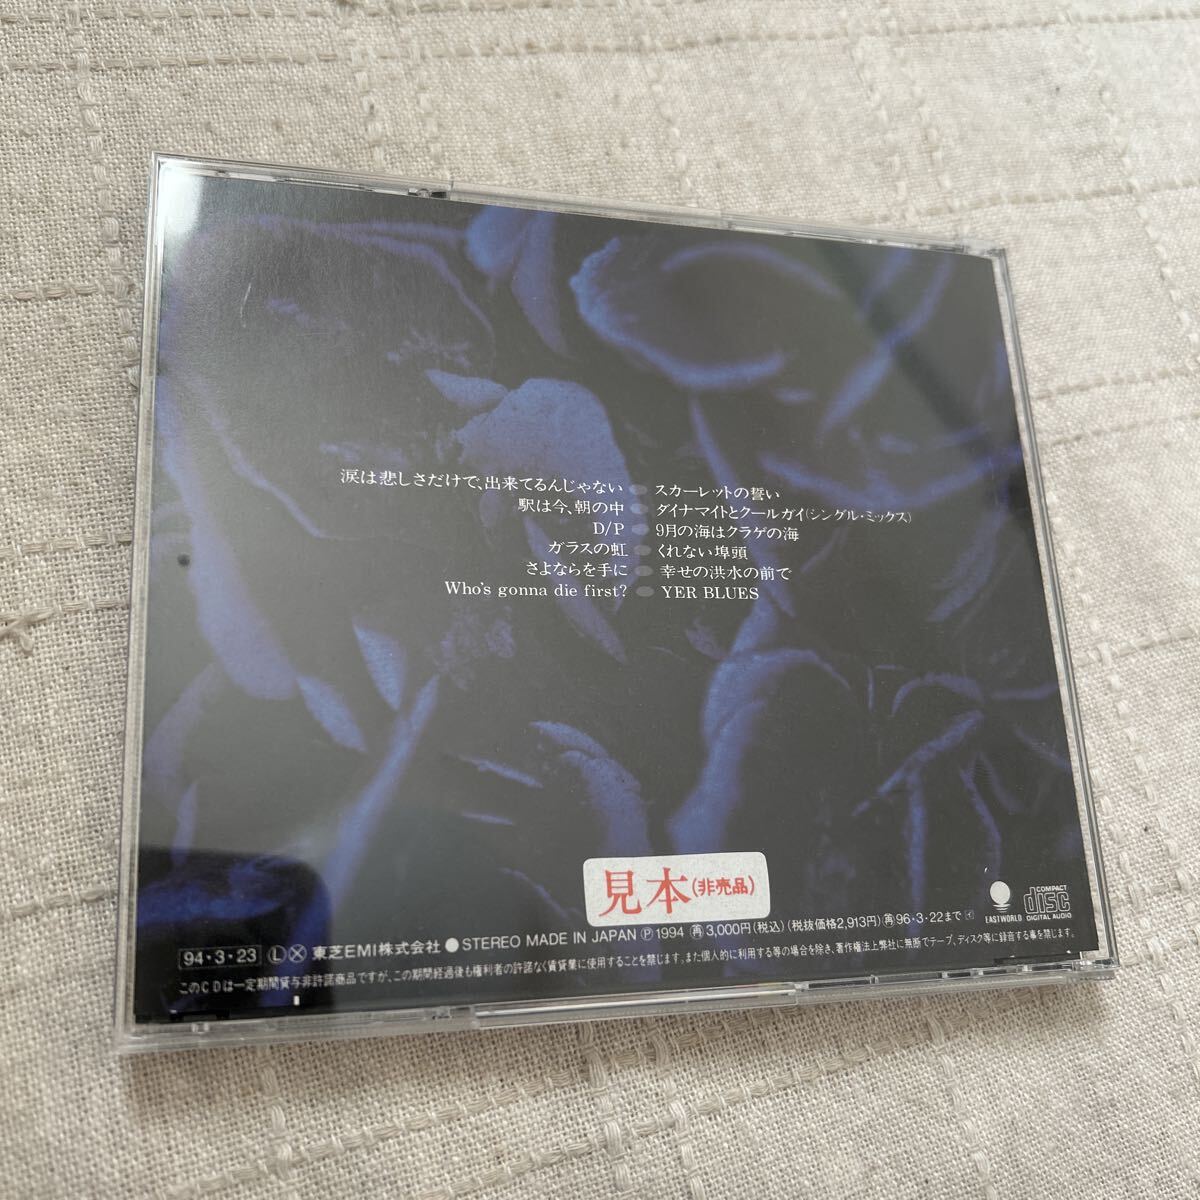 涙は悲しさだけで、出来てるんじゃない
駅は今、朝の中
D/P
ガラスの虹
さよならを手に
Who's gonna die first?
スカーレットの誓い
ダイナマイトとクールガイ(シングル・ミックス)
9月の海はクラゲの海
くれない埠頭
幸せの洪水の前で
YER BLUES
見本(非売品)
EASTWORLD
COMPACT
disc
DIGITAL AUDIO
94・3・23 Ⓛ Ⓧ 東芝EMI株式会社 ● STEREO MADE IN JAPAN Ⓟ 1994 ㊢ 3,000円(税込)(税抜価格2,913円) 再 96・3・22まで
このCDは一定期間貸与非許諾商品ですが、この期間経過後も権利者の許諾なく賃貸業に使用することを禁じます。また個人的に利用する等の場合を除き、著作権法上弊社に無断でテープ、ディスク等に録音する事を禁じます。